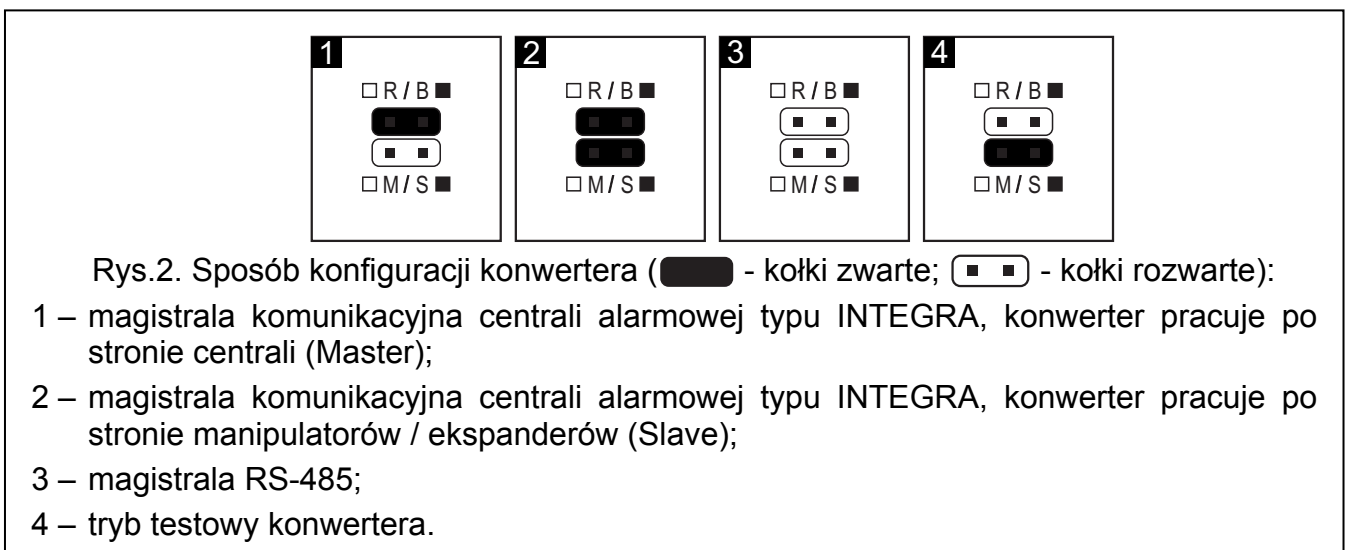 1 2 3 4
□ R / B ■ □ R / B ■ □ R / B ■ □ R / B ■
□ M / S ■ □ M / S ■ □ M / S ■ □ M / S ■
Rys.2. Sposób konfiguracji konwertera ( - kołki zwarte; - kołki rozwarte):
1 – magistrala komunikacyjna centrali alarmowej typu INTEGRA, konwerter pracuje po
stronie centrali (Master);
2 – magistrala komunikacyjna centrali alarmowej typu INTEGRA, konwerter pracuje po
stronie manipulatorów / ekspanderów (Slave);
3 – magistrala RS-485;
4 – tryb testowy konwertera.